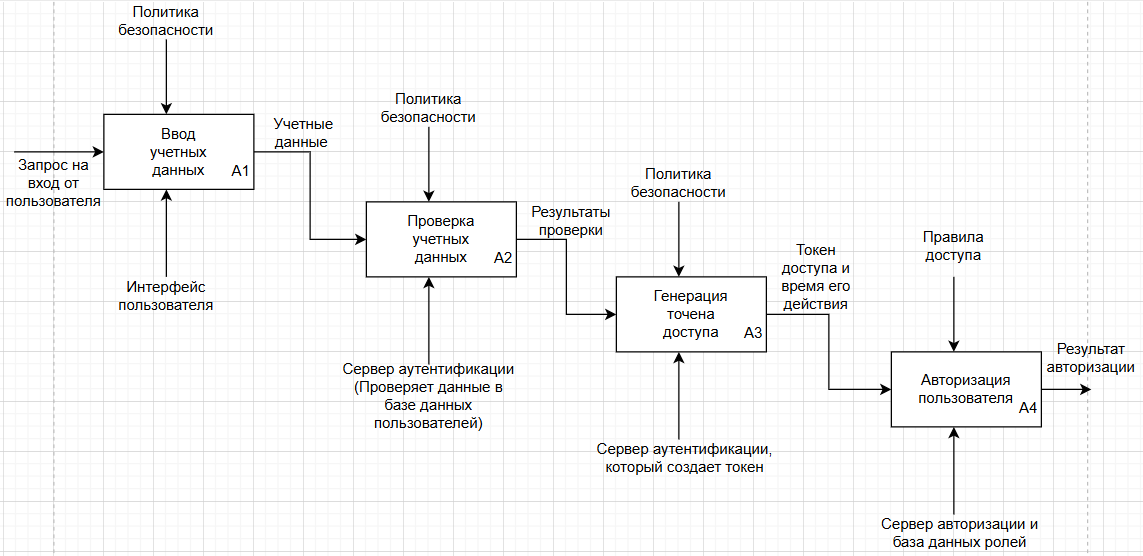 Политика
безопасности
Ввод
учетных
данных
A1
Запрос на
вход от
пользователя
Интерфейс
пользователя
Учетные
данные
Политика
безопасности
Проверка
учетных
данных
A2
Сервер аутентификации
(Проверяет данные в
базе данных
пользователей)
Результаты
проверки
Политика
безопасности
Генерация
точена
доступа
A3
Сервер аутентификации,
который создает токен
Токен
доступа и
время его
действия
Правила
доступа
Авторизация
пользователя
A4
Результат
авторизации
Сервер авторизации и
база данных ролей